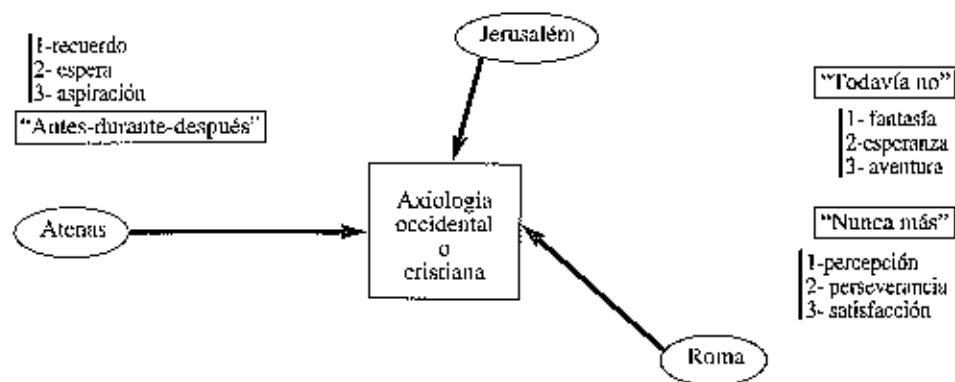 Jerusalém
1-recuerdo
2- espera
3- aspiración
“Antes-durante-después”
“Todavía no”
1- fantasía
2-esperanza
3- aventura
Atenas
Axiologia
occidental
o
cristiana
“Nunca más”
1-percepción
2- perseverancia
3- satisfacción
Roma